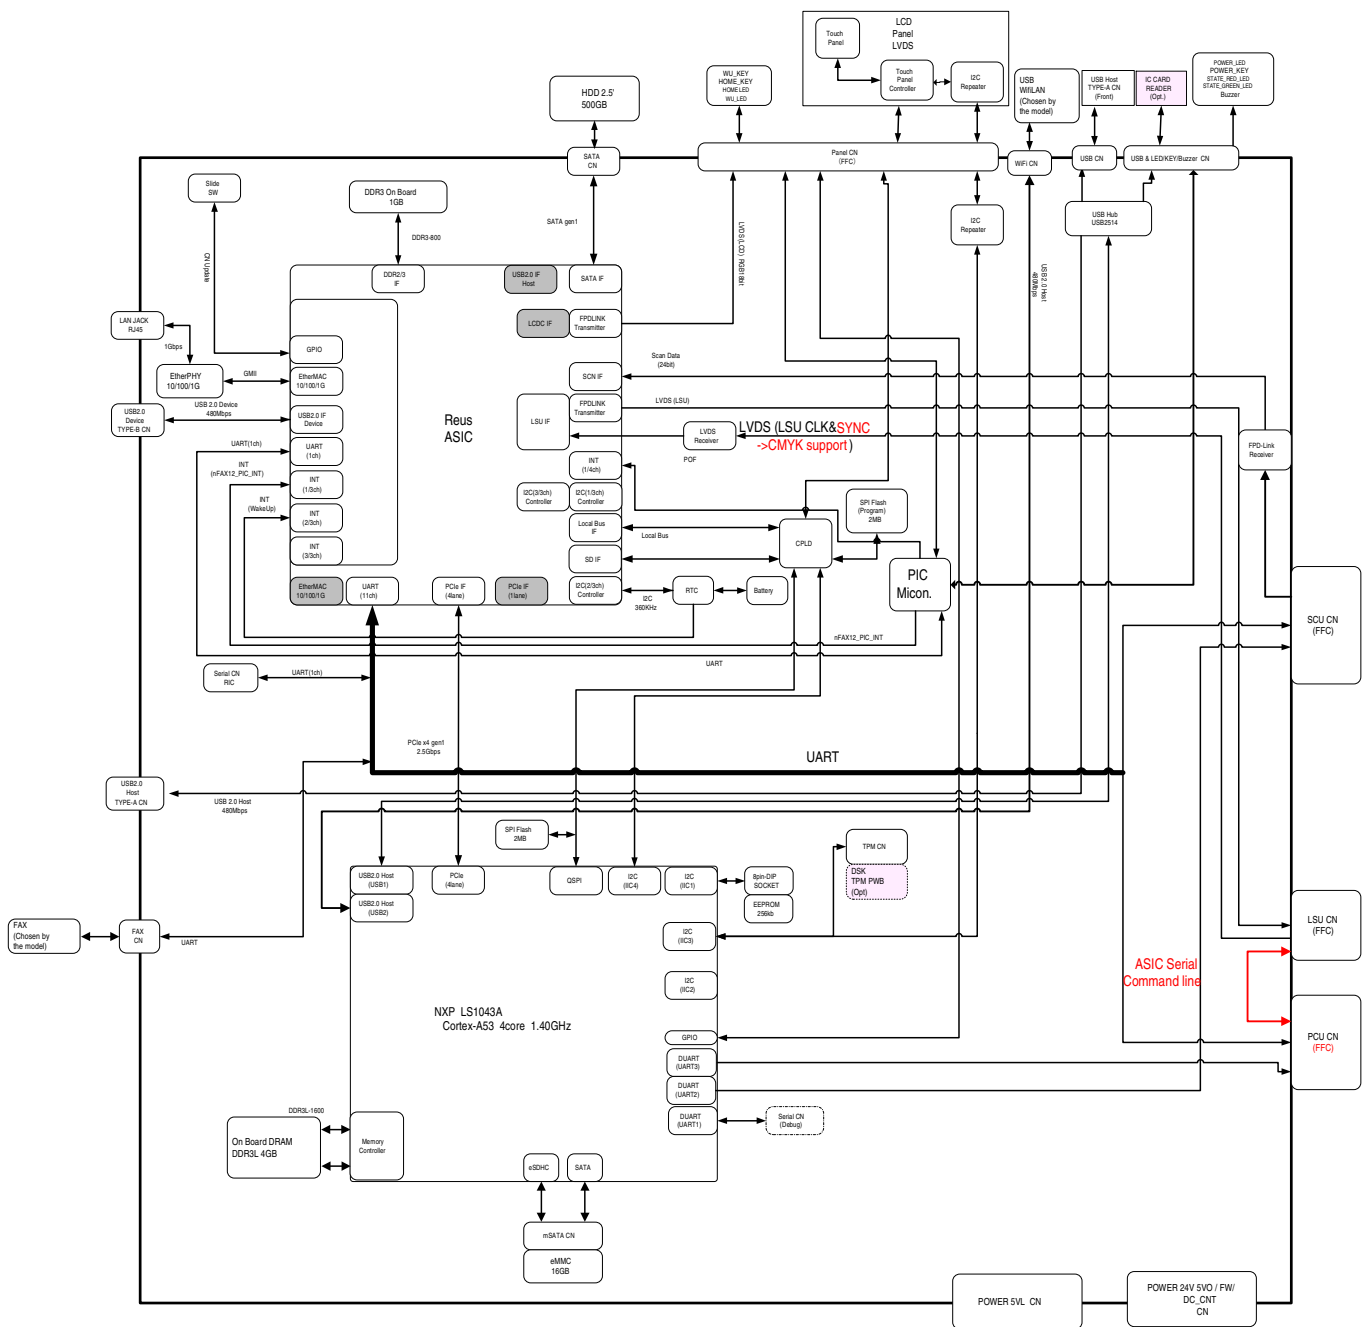 LCD
Panel
LVDS
Touch
Panel
Touch
Panel
Controller
I2C
Repeater
WU_KEY
HOME_KEY
HOME LED
WU_LED
USB
WifiLAN
(Chosen by
the model)
USB Host
TYPE-A CN
(Front)
IC CARD
READER
(Opt.)
POWER_LED
POWER_KEY
STATE_RED_LED
STATE_GREEN_LED
Buzzer
HDD 2.5'
500GB
SATA
CN
Panel CN
(FFC)
WiFi CN
USB CN
USB & LED/KEY/Buzzer CN
Slide
SW
DDR3 On Board
1GB
I2C
Repeater
USB Hub
USB2514
SATA gen1
DDR3-800
CN Update
LVDS (LCD) RGB18bit
USB 2.0 Host
480Mbps
DDR2/3
IF
USB2.0 IF
Host
SATA IF
LAN JACK
RJ45
LCDC IF
FPDLINK
Transmitter
1Gbps
GPIO
EtherPHY
10/100/1G
GMII
EtherMAC
10/100/1G
SCN IF
Scan Data
(24bit)
USB2.0
Device
TYPE-B CN
USB 2.0 Device
480Mbps
USB2.0 IF
Device
Reus
ASIC
LSU IF
FPDLINK
Transmitter
LVDS (LSU)
LVDS
Receiver
POF
LVDS (LSU CLK&SYNC
->CMYK support)
FPD-Link
Receiver
UART(1ch)
UART
(1ch)
INT
(nFAX12_PIC_INT)
INT
(1/3ch)
INT
(1/4ch)
INT
(WakeUp)
INT
(2/3ch)
I2C(3/3ch)
Controller
I2C(1/3ch)
Controller
SPI Flash
(Program)
2MB
Local Bus
IF
Local Bus
CPLD
INT
(3/3ch)
SD IF
PIC
Micon.
EtherMAC
10/100/1G
UART
(11ch)
PCIe IF
(4lane)
PCIe IF
(1lane)
I2C(2/3ch)
Controller
I2C
360KHz
RTC
Battery
SCU CN
(FFC)
nFAX12_PIC_INT
UART
Serial CN
RIC
UART(1ch)
PCIe x4 gen1
2.5Gbps
UART
USB2.0
Host
TYPE-A CN
USB 2.0 Host
480Mbps
SPI Flash
2MB
TPM CN
DSK
TPM PWB
(Opt)
USB2.0 Host
(USB1)
PCIe
(4lane)
QSPI
I2C
(IIC4)
I2C
(IIC1)
8pin-DIP
SOCKET
USB2.0 Host
(USB2)
EEPROM
256kb
FAX
(Chosen by
the model)
FAX
CN
UART
I2C
(IIC3)
LSU CN
(FFC)
ASIC Serial
Command line
I2C
(IIC2)
NXP LS1043A
Cortex-A53 4core 1.40GHz
GPIO
PCU CN
(FFC)
DUART
(UART3)
DUART
(UART2)
DDR3L-1600
DUART
(UART1)
Serial CN
(Debug)
On Board DRAM
DDR3L 4GB
Memory
Controller
eSDHC
SATA
mSATA CN
eMMC
16GB
POWER 5VL CN
POWER 24V 5VO / FW/
DC_CNT
CN